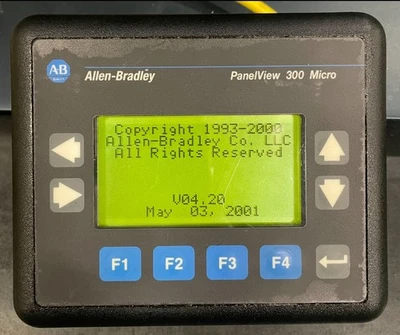 AB
Allen-Bradley
PanelView 300 Micro
Copyright 1993-2000
Allen-Bradley Co. LLC
All Rights Reserved
V04.20
May 03, 2001
F1
F2
F3
F4